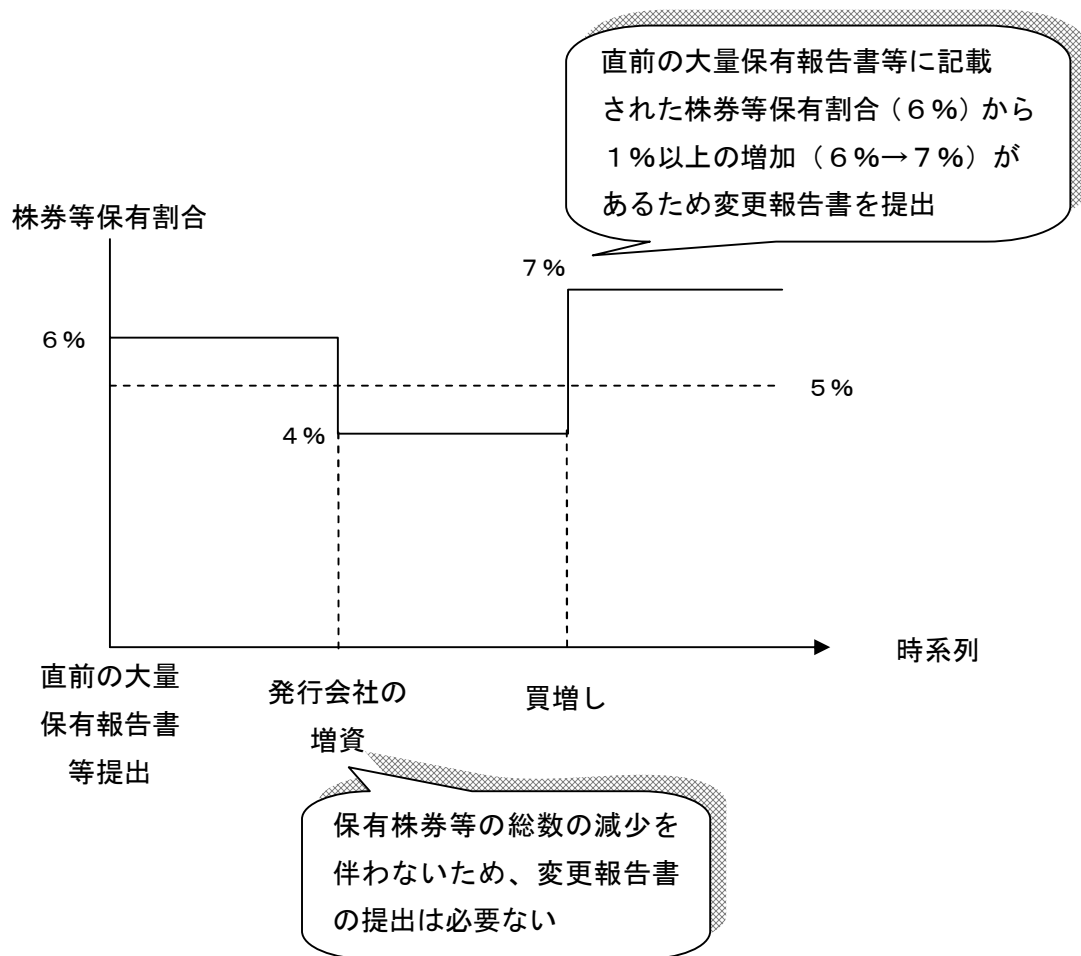 直前の大量保有報告書等に記載
された株券等保有割合（６％）から
１％以上の増加（６％→７％）が
あるため変更報告書を提出
株券等保有割合
７％
６％
５％
４％
時系列
直前の大量
保有報告書
等提出
発行会社の
増資
買増し
保有株券等の総数の減少を
伴わないため、変更報告書
の提出は必要ない